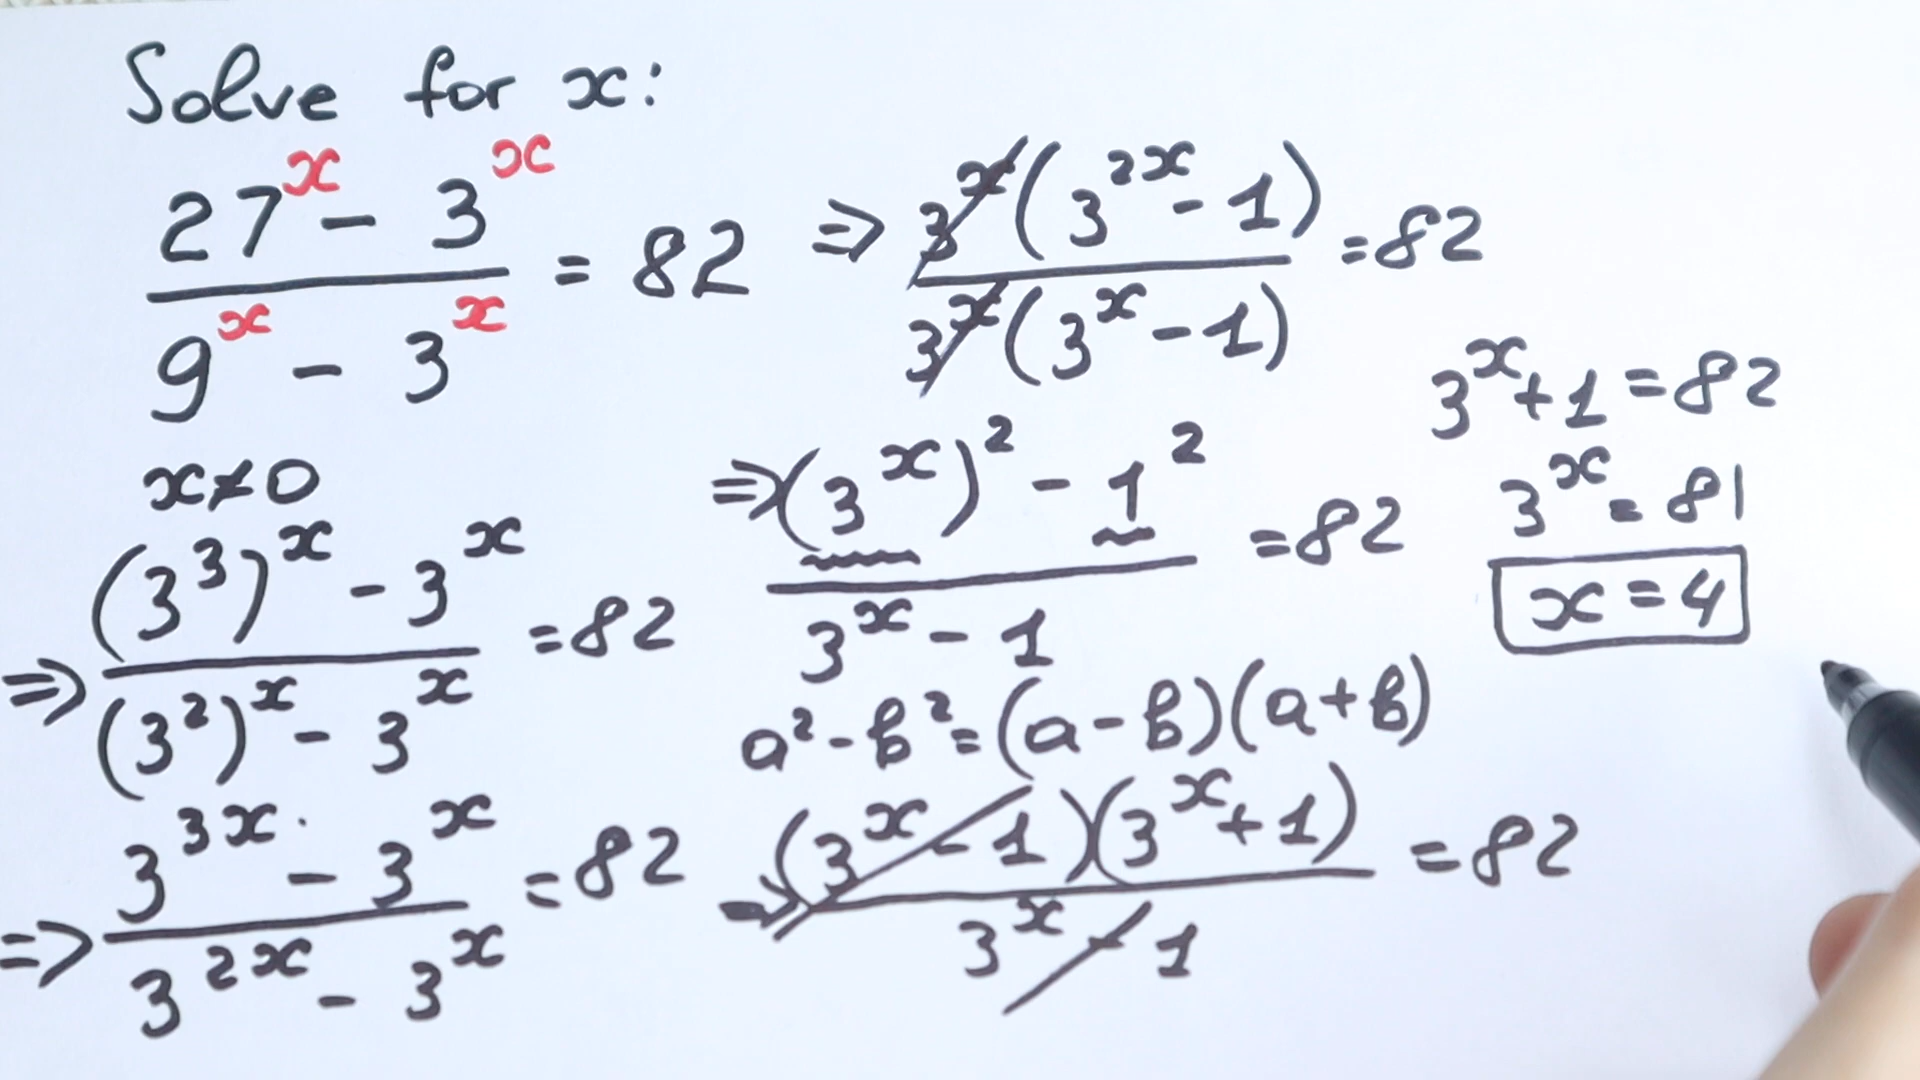 Solve for x:
27^x - 3^x / 9^x - 3^x = 82
x≠0
⇒ (3^3)^x - 3^x / (3^2)^x - 3^x = 82
⇒ 3^3x - 3^x / 3^2x - 3^x = 82
⇒ 3^x(3^2x - 1) / 3^x(3^x - 1) = 82
⇒ (3^x)^2 - 1^2 / 3^x - 1 = 82
a^2 - b^2 = (a - b)(a + b)
⇒ (3^x - 1)(3^x + 1) / 3^x - 1 = 82
3^x + 1 = 82
3^x = 81
x = 4